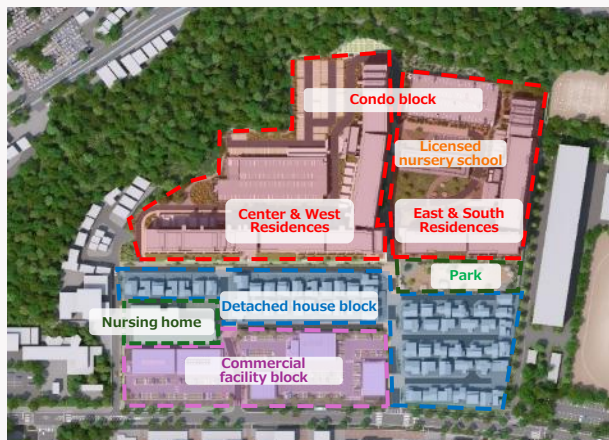 Condo block
Licensed
nursery school
Center & West
Residences
East & South
Residences
Park
Detached house block
Nursing home
Commercial
facility block